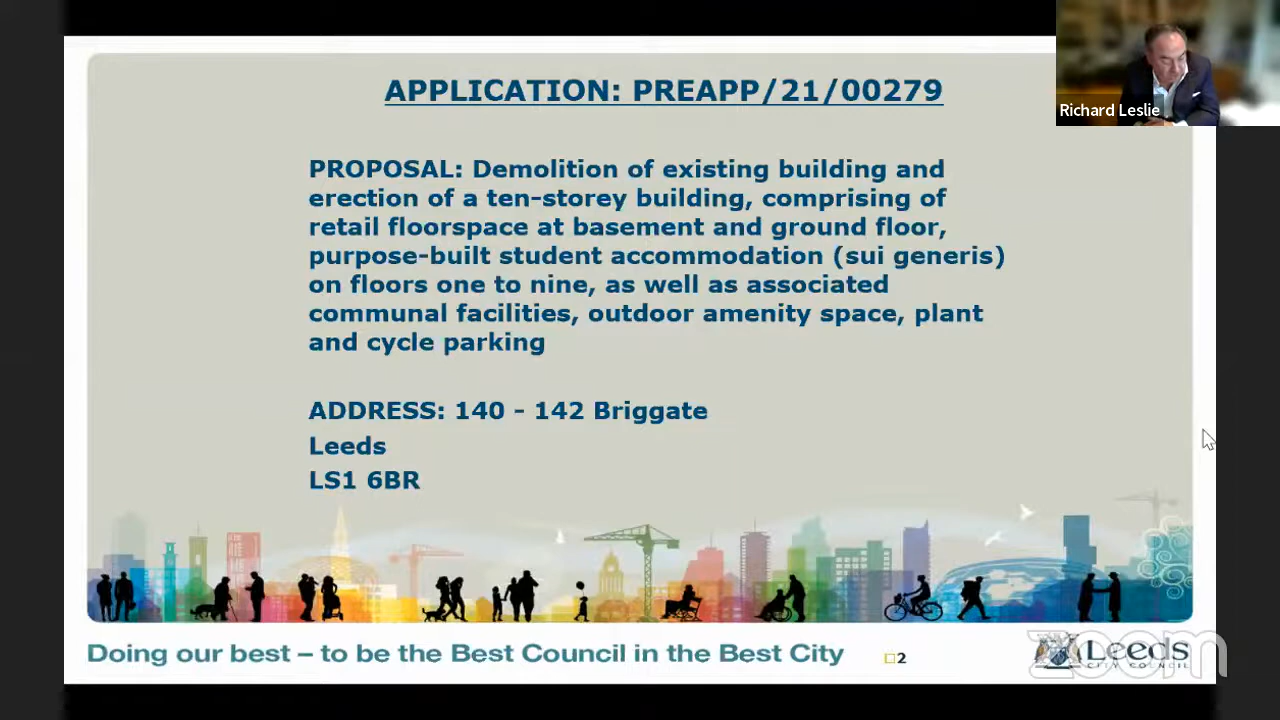 APPLICATION: PREAPP/21/00279
Richard Leslie
PROPOSAL: Demolition of existing building and
erection of a ten-storey building, comprising of
retail floorspace at basement and ground floor,
purpose-built student accommodation (sui generis)
on floors one to nine, as well as associated
communal facilities, outdoor amenity space, plant
and cycle parking
ADDRESS: 140 - 142 Briggate
Leeds
LS1 6BR
Doing our best – to be the Best Council in the Best City
2
Leeds
CITY COUNCIL
zoom